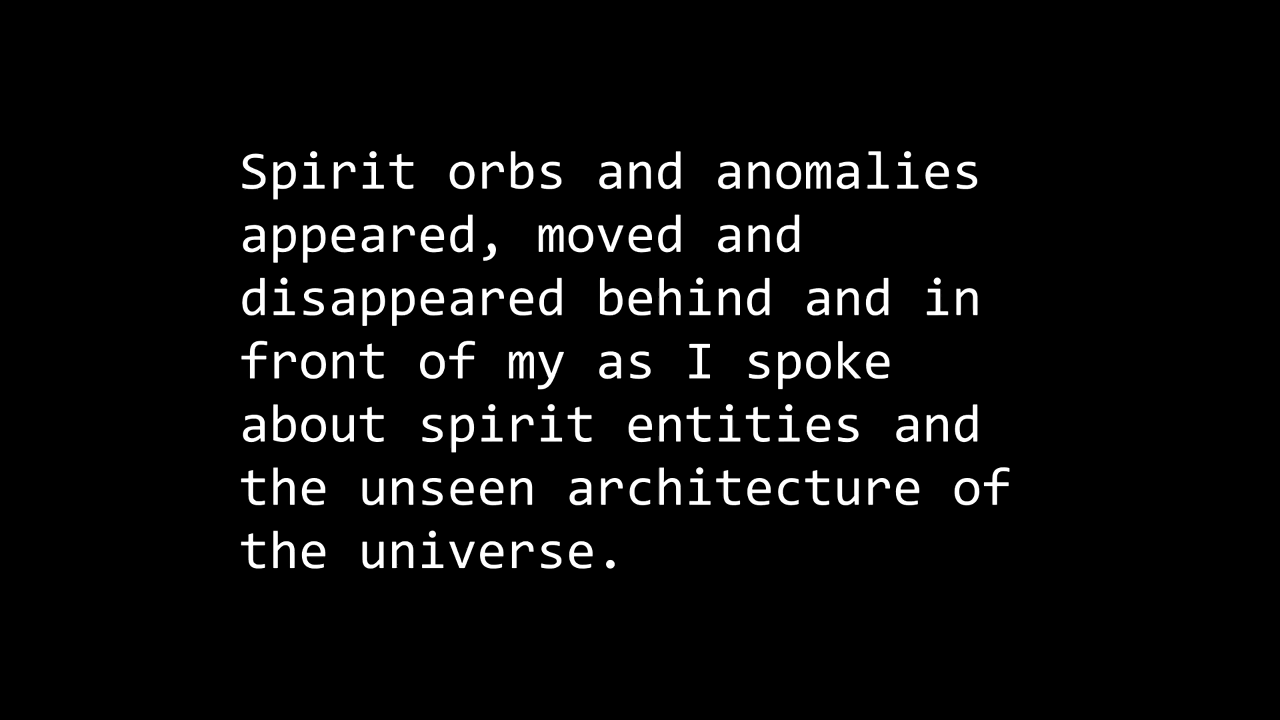 Spirit orbs and anomalies
appeared, moved and
disappeared behind and in
front of my as I spoke
about spirit entities and
the unseen architecture of
the universe.